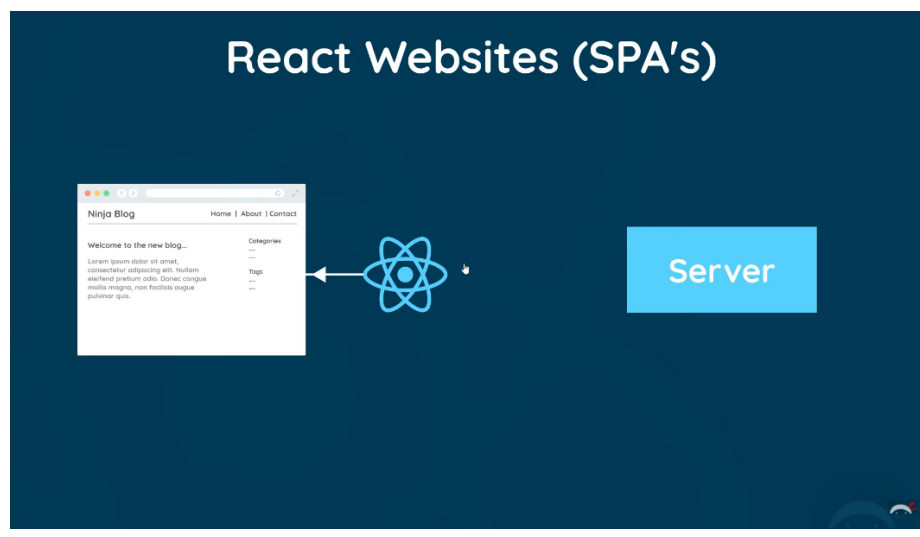 React Websites (SPA's)
Ninja Blog
Home | About | Contact
Welcome to the new blog...
Lorem ipsum dolor sit amet,
consectetur adipiscing elit. Nullam
eleifend pretium odio. Donec congue
mollis magna, non facilisis augue
pulvinar quis.
Categories
Tags
Server